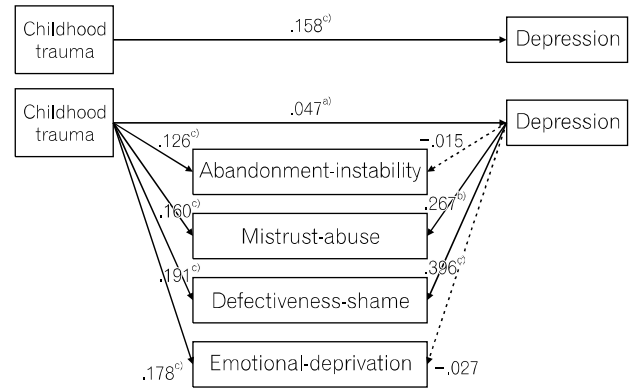 Childhood
trauma
.158c)
Depression
Childhood
trauma
.047a)
Depression
.126c)
-.015
Abandonment-instability
.160c)
.267b)
Mistrust-abuse
.191c)
.396c)
Defectiveness-shame
.178c)
Emotional-deprivation
-.027